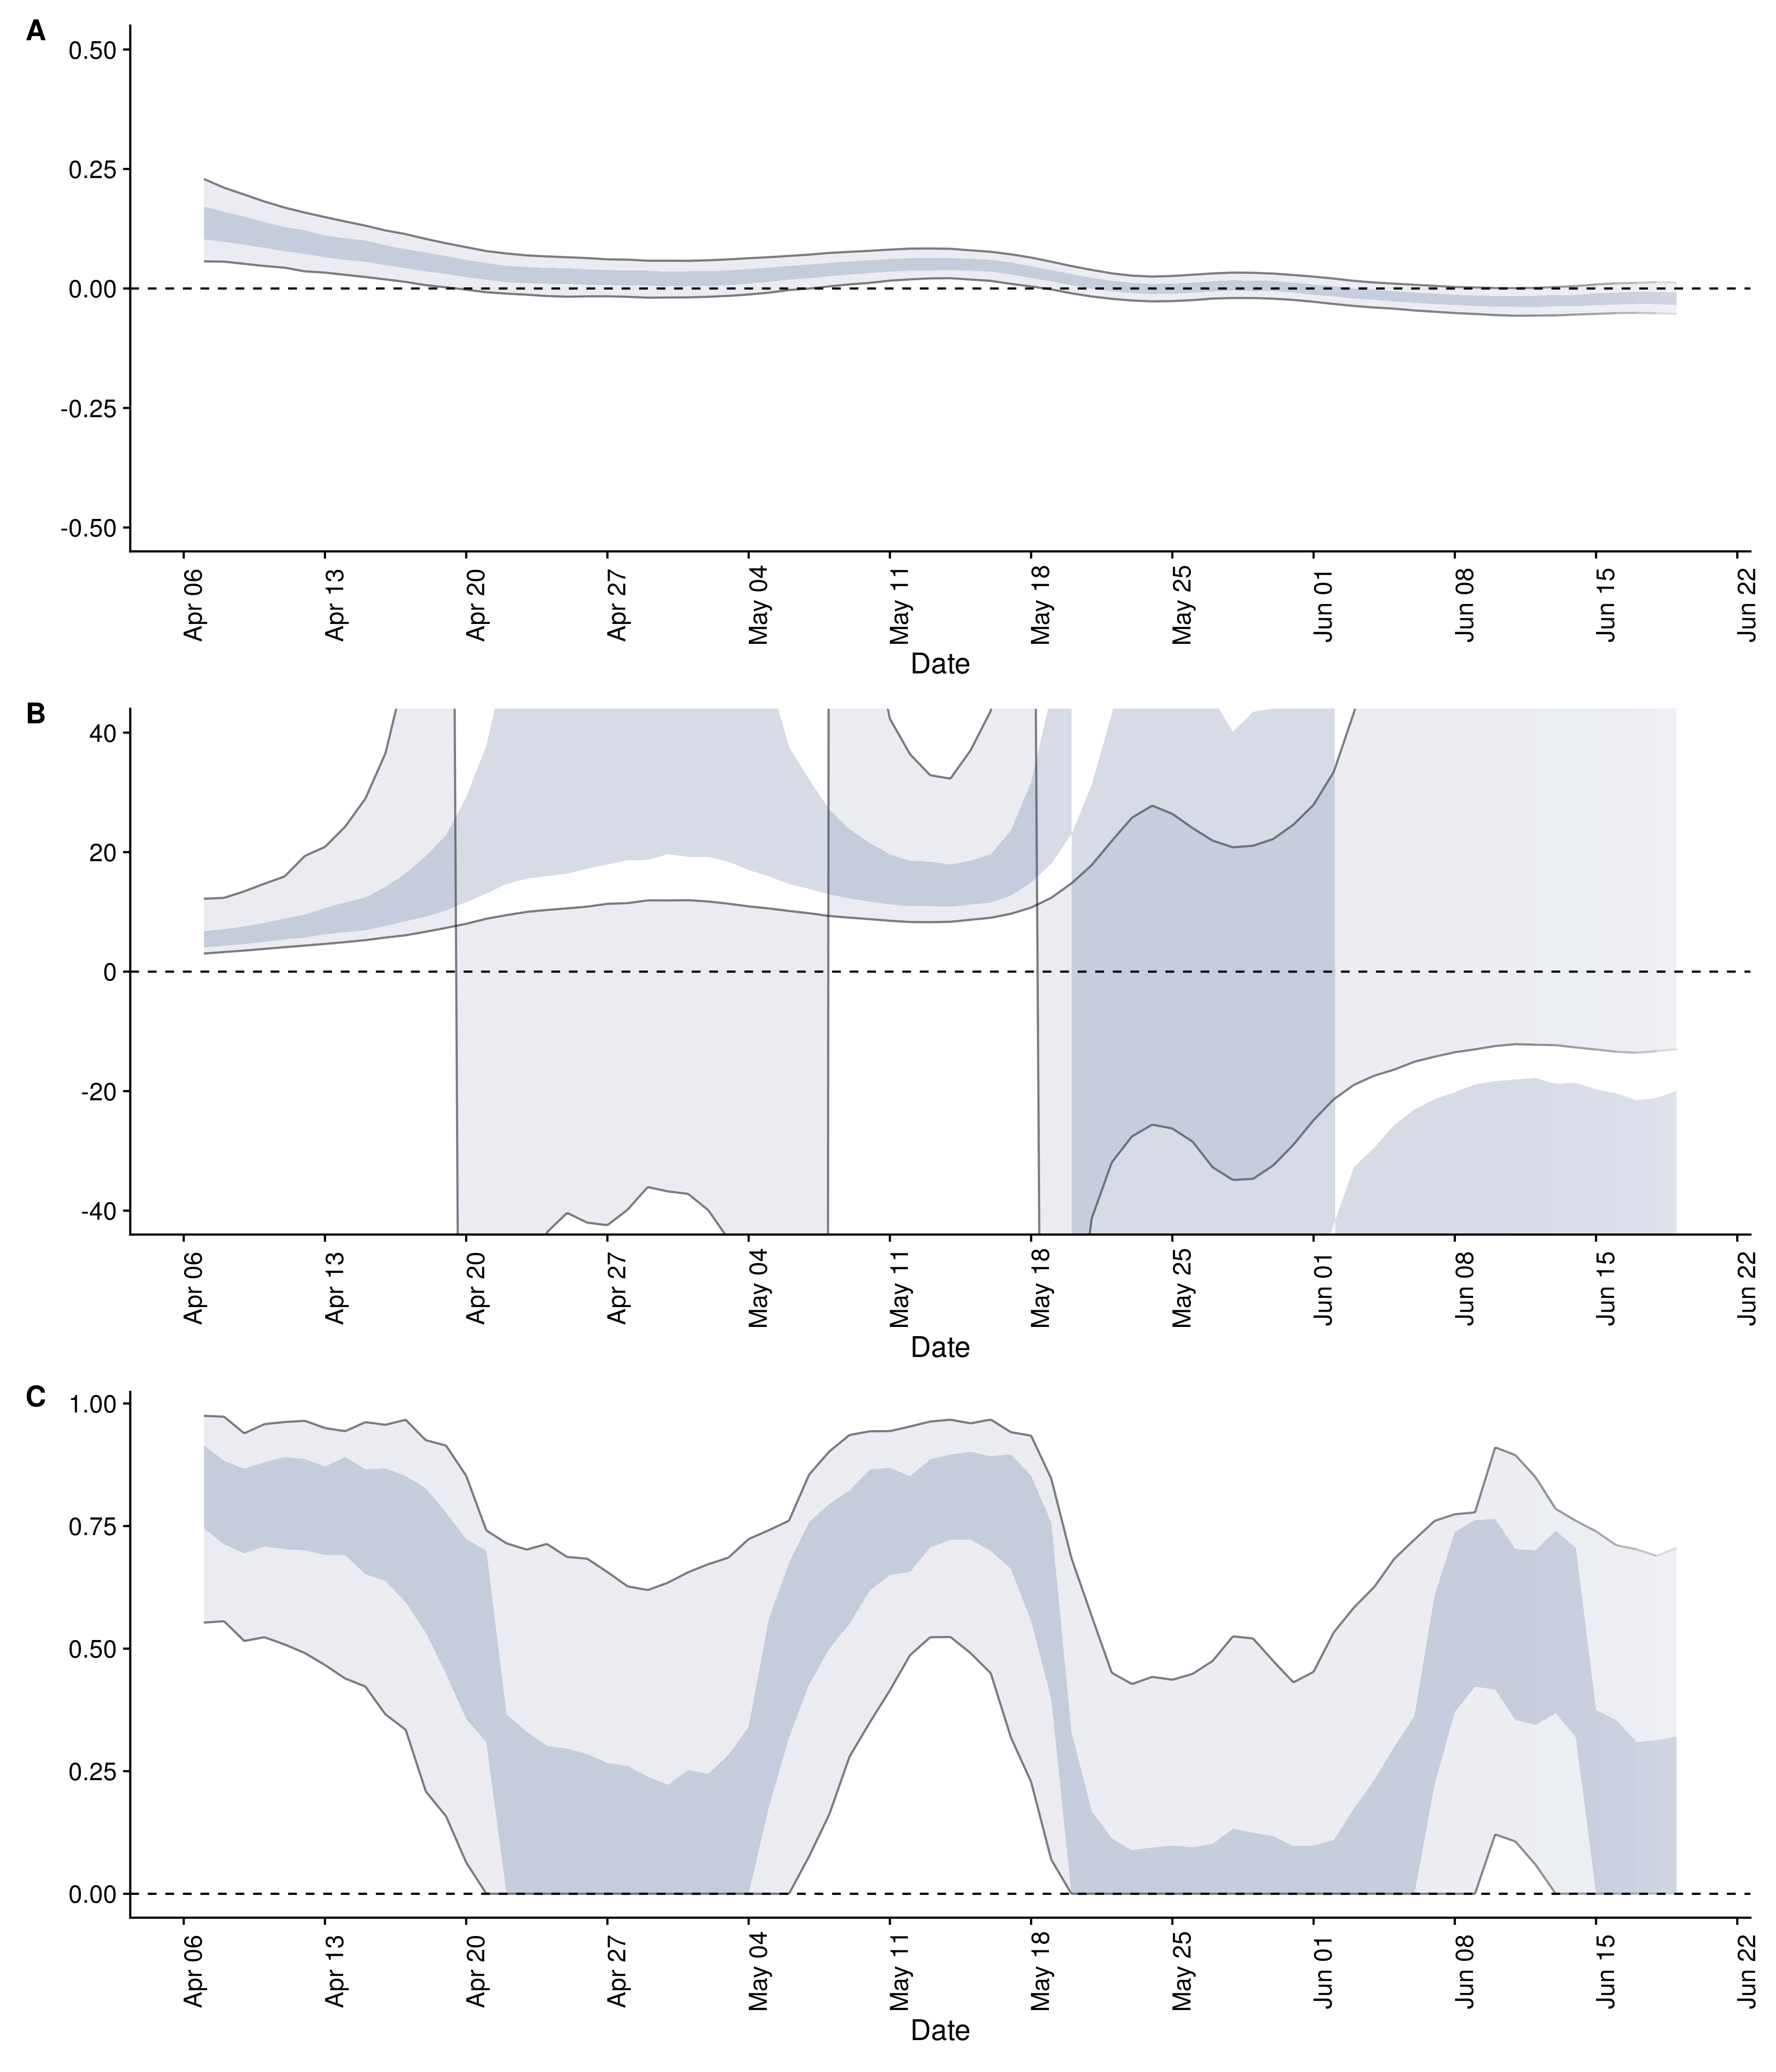 A
0.50
0.25
0.00
-0.25
-0.50
Apr 06
Apr 13
Apr 20
Apr 27
May 04
May 11
May 18
May 25
Jun 01
Jun 08
Jun 15
Jun 22
Date
B
40
20
0
-20
-40
Apr 06
Apr 13
Apr 20
Apr 27
May 04
May 11
May 18
May 25
Jun 01
Jun 08
Jun 15
Jun 22
Date
C
1.00
0.75
0.50
0.25
0.00
Apr 06
Apr 13
Apr 20
Apr 27
May 04
May 11
May 18
May 25
Jun 01
Jun 08
Jun 15
Jun 22
Date